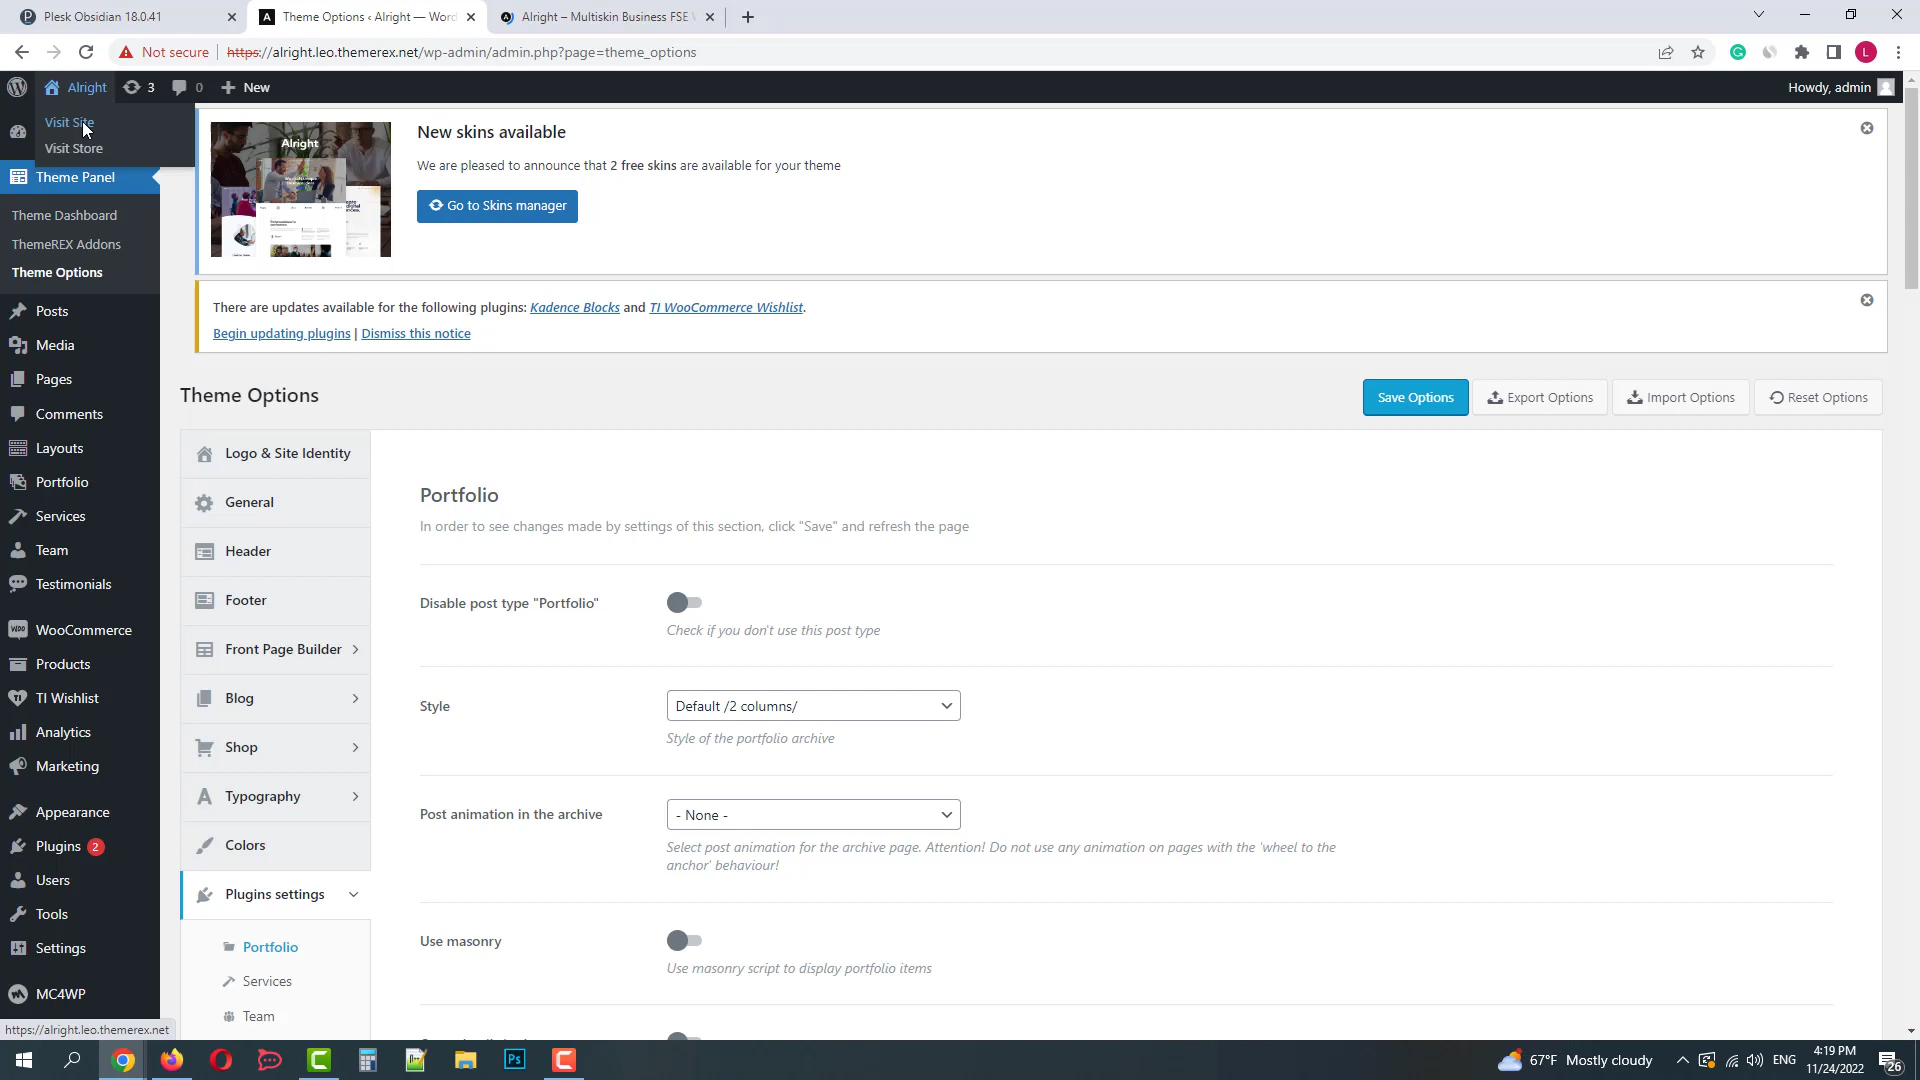 Plesk Obsidian 18.0.41
Theme Options ‹ Alright — Word
Alright – Multiskin Business FSE
Not secure
https://alright.leo.themerex.net/wp-admin/admin.php?page=theme_options
L
Alright
3
0
New
Howdy, admin
Visit Site
Visit Store
Theme Panel
Theme Dashboard
ThemeREX Addons
Theme Options
Posts
Media
Pages
Comments
Layouts
Portfolio
Services
Team
Testimonials
WooCommerce
Products
TI Wishlist
Analytics
Marketing
Appearance
Plugins 2
Users
Tools
Settings
MC4WP
https://alright.leo.themerex.net
Alright
New skins available
We are pleased to announce that 2 free skins are available for your theme
Go to Skins manager
There are updates available for the following plugins: Kadence Blocks and TI WooCommerce Wishlist.
Begin updating plugins | Dismiss this notice
Theme Options
Save Options
Export Options
Import Options
Reset Options
Logo & Site Identity
General
Header
Footer
Front Page Builder
Blog
Shop
Typography
Colors
Plugins settings
Portfolio
Services
Team
Portfolio
In order to see changes made by settings of this section, click "Save" and refresh the page
Disable post type "Portfolio"
Check if you don't use this post type
Style
Default /2 columns/
Style of the portfolio archive
Post animation in the archive
- None -
Select post animation for the archive page. Attention! Do not use any animation on pages with the 'wheel to the
anchor' behaviour!
Use masonry
Use masonry script to display portfolio items
67°F Mostly cloudy
ENG
4:19 PM
11/24/2022
26